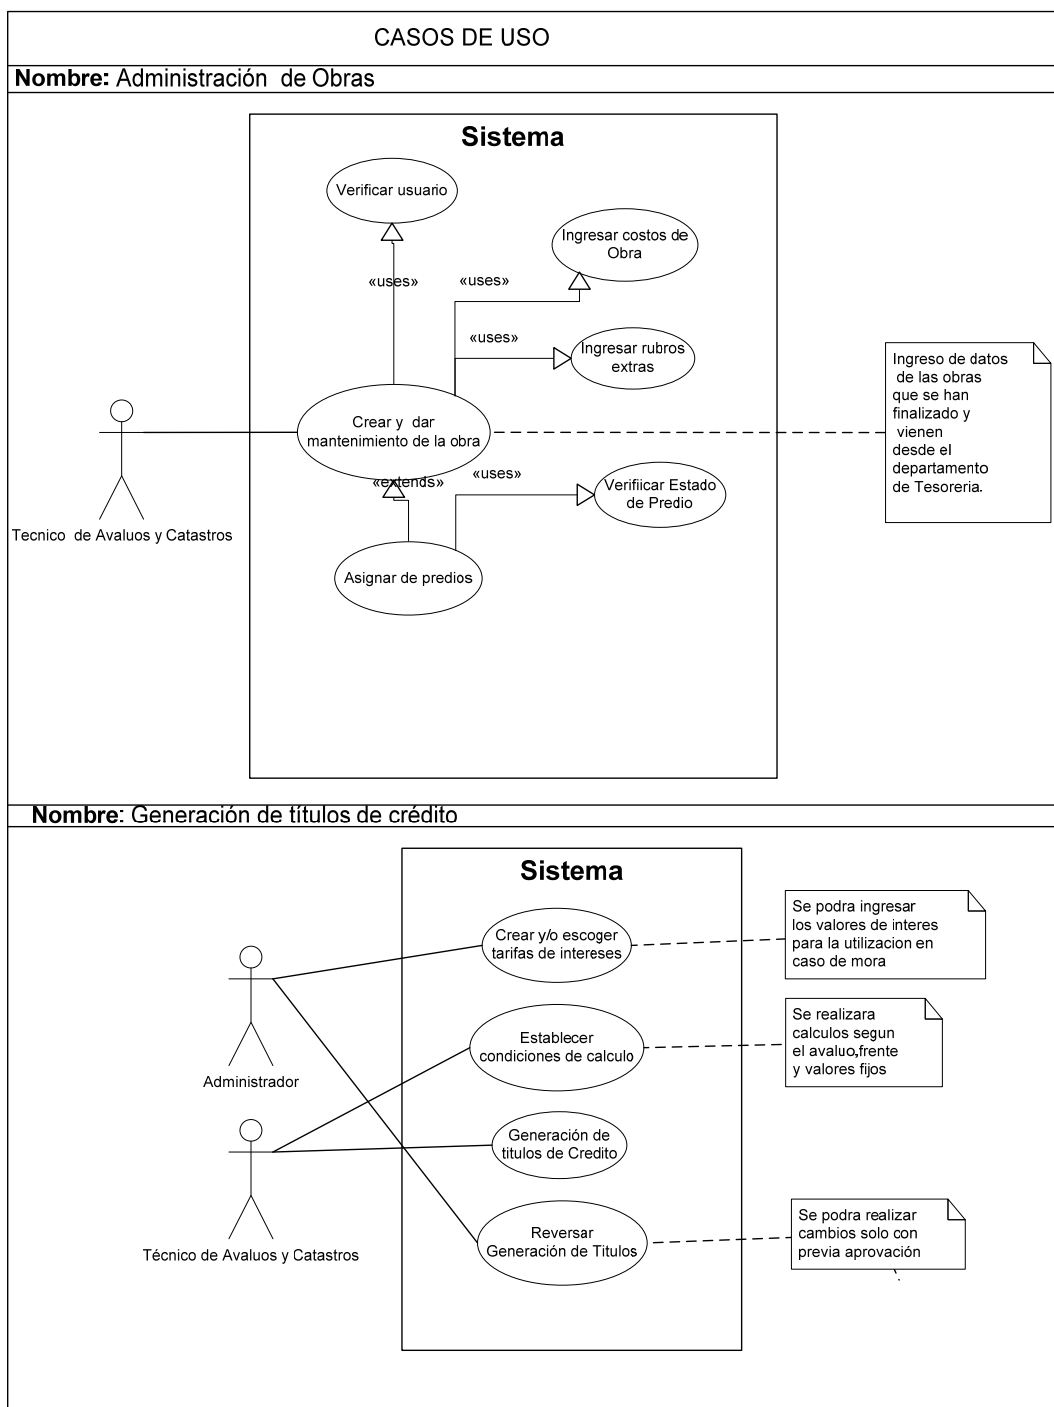 CASOS DE USO
Nombre: Administración de Obras
Sistema
Verificar usuario
Ingresar costos de
Obra
«uses»
«uses»
«uses»
Ingresar rubros
extras
Ingreso de datos
de las obras
que se han
finalizado y
vienen
desde el
departamento
de Tesoreria.
Crear y dar
mantenimiento de la obra
«extends»
«uses»
Verifiicar Estado
de Predio
Tecnico de Avaluos y Catastros
Asignar de predios
Nombre: Generación de títulos de crédito
Sistema
Crear y/o escoger
tarifas de intereses
Se podra ingresar
los valores de interes
para la utilizacion en
caso de mora
Administrador
Establecer
condiciones de calculo
Se realizara
calculos segun
el avaluo,frente
y valores fijos
Generación de
titulos de Credito
Técnico de Avaluos y Catastros
Reversar
Generación de Titulos
Se podra realizar
cambios solo con
previa aprovación